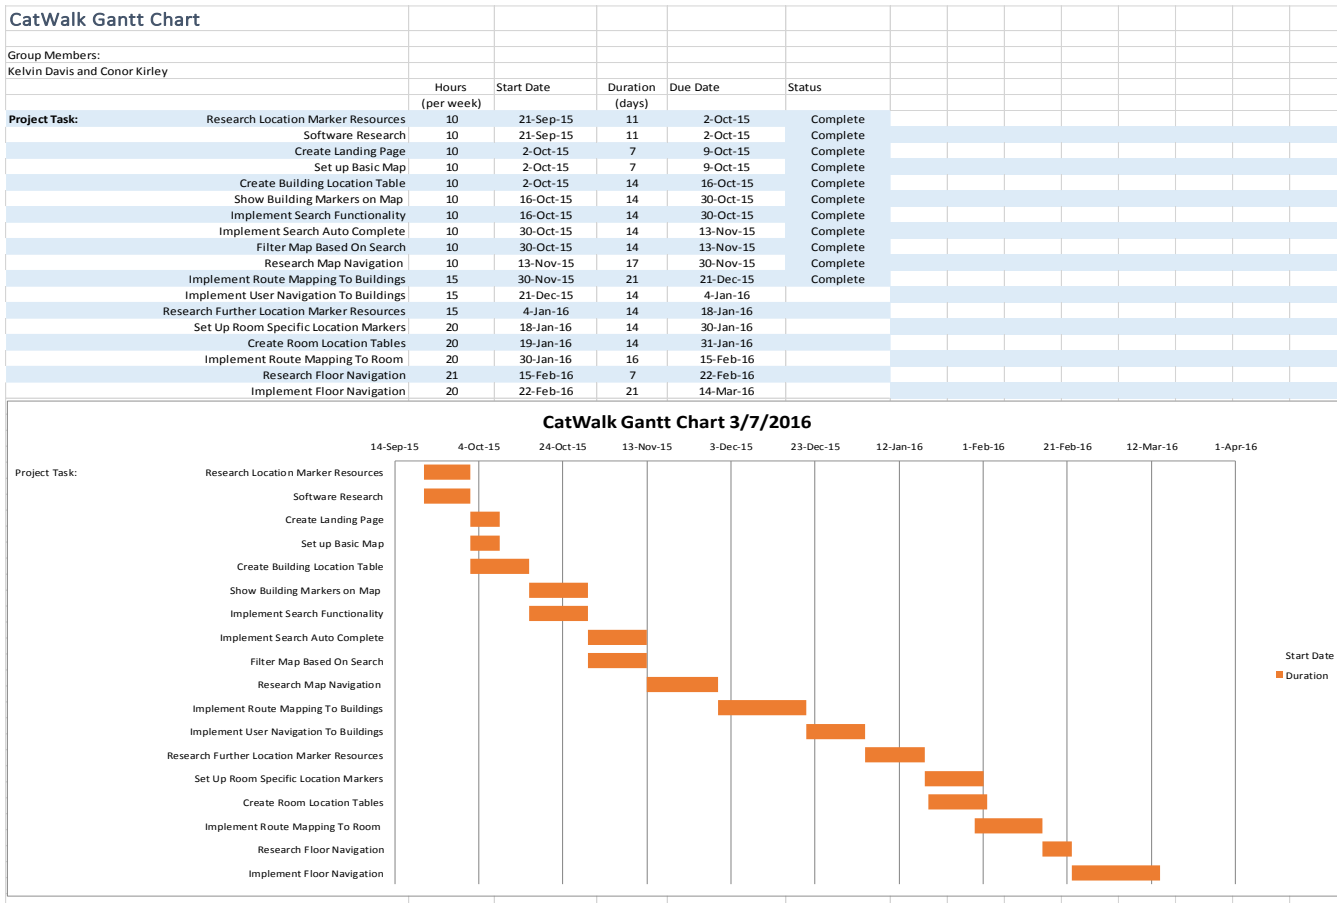 CatWalk Gantt Chart
Group Members:
Kelvin Davis and Conor Kirley
Hours Start Date Duration Due Date Status
(per week) (days)
Project Task: Research Location Marker Resources 10 21-Sep-15 11 2-Oct-15 Complete
Software Research 10 21-Sep-15 11 2-Oct-15 Complete
Create Landing Page 10 2-Oct-15 7 9-Oct-15 Complete
Set up Basic Map 10 2-Oct-15 7 9-Oct-15 Complete
Create Building Location Table 10 2-Oct-15 14 16-Oct-15 Complete
Show Building Markers on Map 10 16-Oct-15 14 30-Oct-15 Complete
Implement Search Functionality 10 16-Oct-15 14 30-Oct-15 Complete
Implement Search Auto Complete 10 30-Oct-15 14 13-Nov-15 Complete
Filter Map Based On Search 10 30-Oct-15 14 13-Nov-15 Complete
Research Map Navigation 10 13-Nov-15 17 30-Nov-15 Complete
Implement Route Mapping To Buildings 15 30-Nov-15 21 21-Dec-15 Complete
Implement User Navigation To Buildings 15 21-Dec-15 14 4-Jan-16
Research Further Location Marker Resources 15 4-Jan-16 14 18-Jan-16
Set Up Room Specific Location Markers 20 18-Jan-16 14 30-Jan-16
Create Room Location Tables 20 19-Jan-16 14 31-Jan-16
Implement Route Mapping To Room 20 30-Jan-16 16 15-Feb-16
Research Floor Navigation 21 15-Feb-16 7 22-Feb-16
Implement Floor Navigation 20 22-Feb-16 21 14-Mar-16
CatWalk Gantt Chart 3/7/2016
14-Sep-15 4-Oct-15 24-Oct-15 13-Nov-15 3-Dec-15 23-Dec-15 12-Jan-16 1-Feb-16 21-Feb-16 12-Mar-16 1-Apr-16
Project Task: Research Location Marker Resources
Software Research
Create Landing Page
Set up Basic Map
Create Building Location Table
Show Building Markers on Map
Implement Search Functionality
Implement Search Auto Complete
Filter Map Based On Search
Research Map Navigation
Implement Route Mapping To Buildings
Implement User Navigation To Buildings
Research Further Location Marker Resources
Set Up Room Specific Location Markers
Create Room Location Tables
Implement Route Mapping To Room
Research Floor Navigation
Implement Floor Navigation
Start Date
Duration